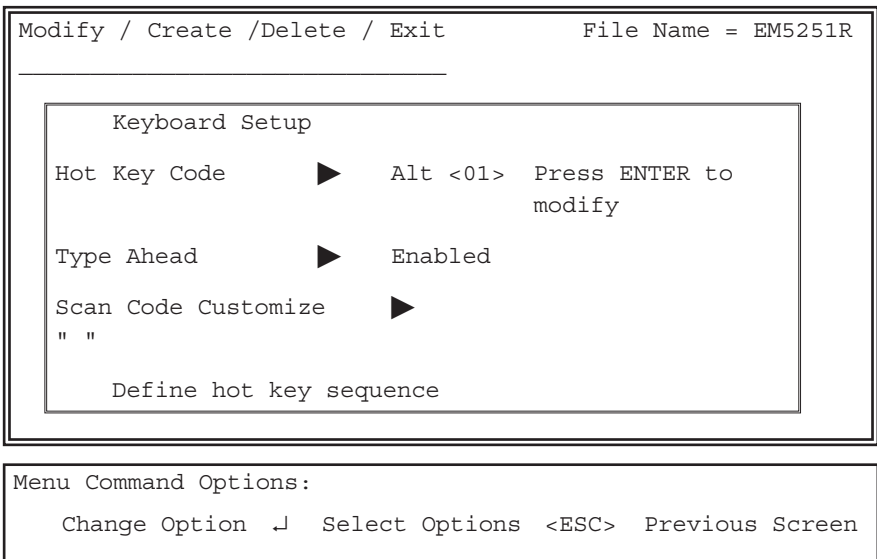 Modify / Create /Delete / Exit File Name = EM5251R
Keyboard Setup
Hot Key Code ▶ Alt <01> Press ENTER to
modify
Type Ahead ▶ Enabled
Scan Code Customize ▶
" "
Define hot key sequence
Menu Command Options:
Change Option ↵ Select Options <ESC> Previous Screen